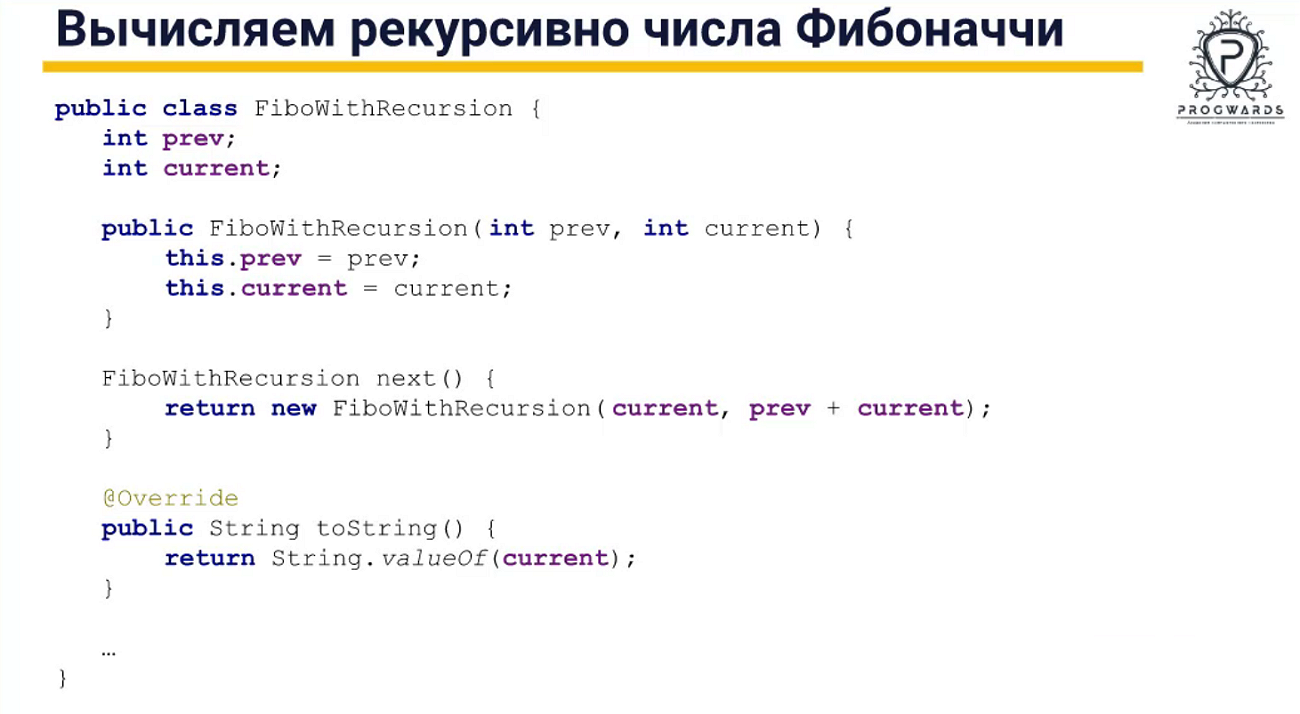 Вычисляем рекурсивно числа Фибоначчи
PROGWARDS
public class FiboWithRecursion {
int prev;
int current;
public FiboWithRecursion(int prev, int current) {
this.prev = prev;
this.current = current;
}
FiboWithRecursion next() {
return new FiboWithRecursion(current, prev + current);
}
@Override
public String toString() {
return String.valueOf(current);
}
…
}